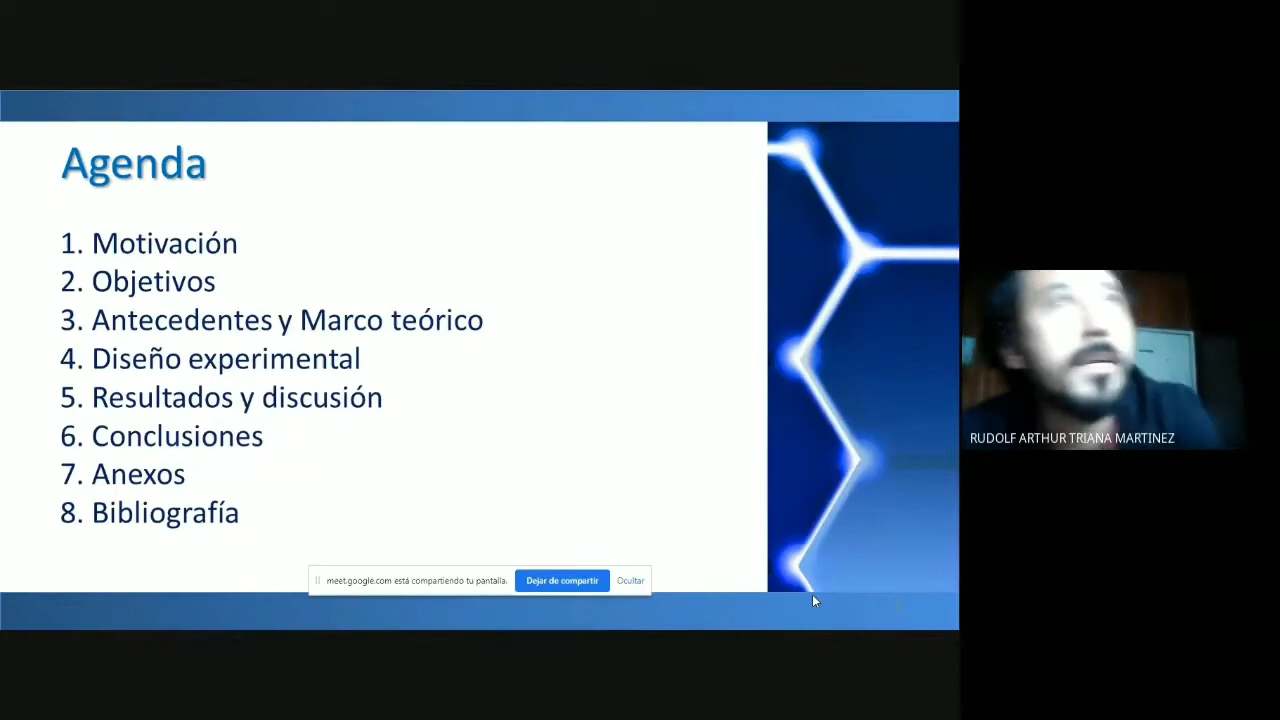 Agenda
1. Motivación
2. Objetivos
3. Antecedentes y Marco teórico
4. Diseño experimental
5. Resultados y discusión
6. Conclusiones
7. Anexos
8. Bibliografía
meet.google.com está compartiendo tu pantalla.
Dejar de compartir
Ocultar
RUDOLF ARTHUR TRIANA MARTINEZ